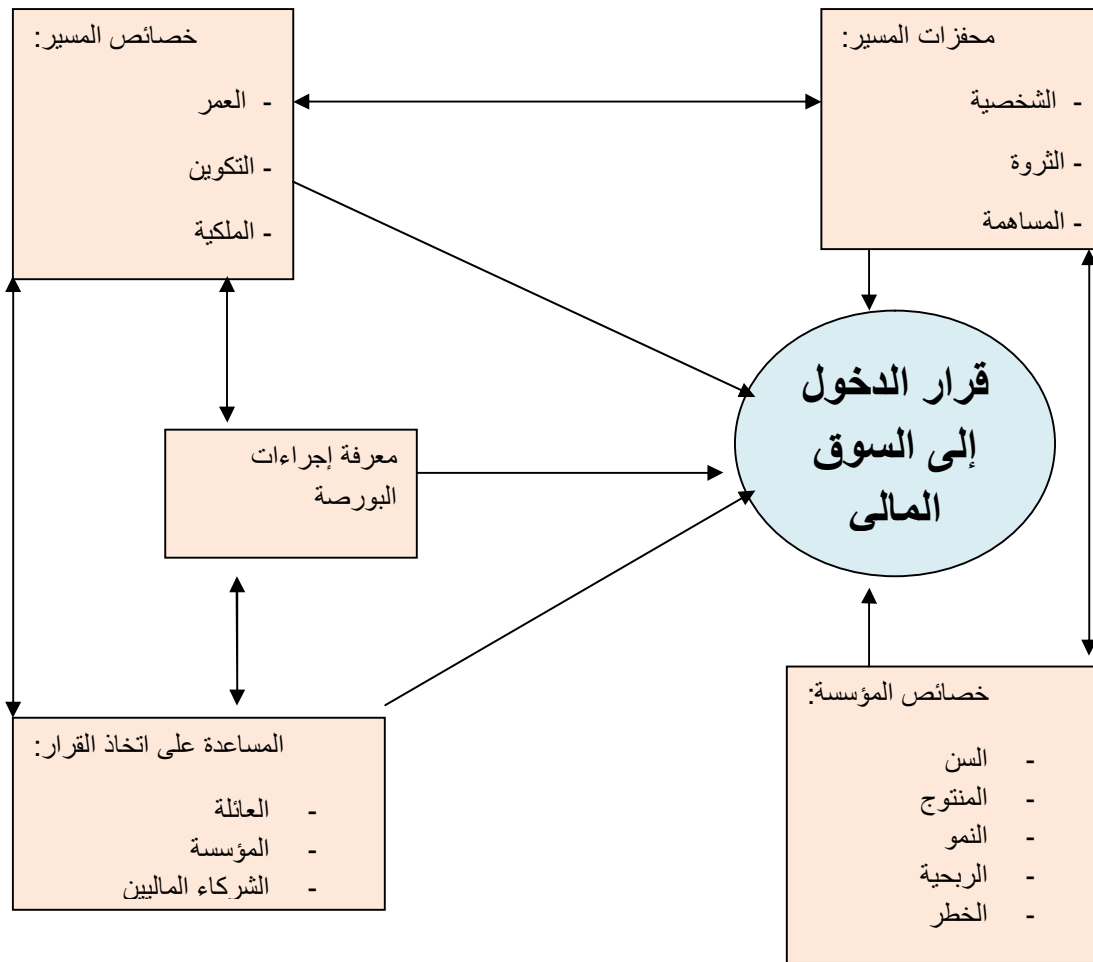 محفزات المسير:
- الشخصية
- الثروة
- المساهمة
خصائص المسير:
- العمر
- التكوين
- الملكية
قرار الدخول
إلى السوق
المالي
معرفة إجراءات
البورصة
خصائص المؤسسة:
- السن
- المنتوج
- النمو
- الربحية
- الخطر
المساعدة على اتخاذ القرار:
- العائلة
- المؤسسة
- الشركاء الماليين